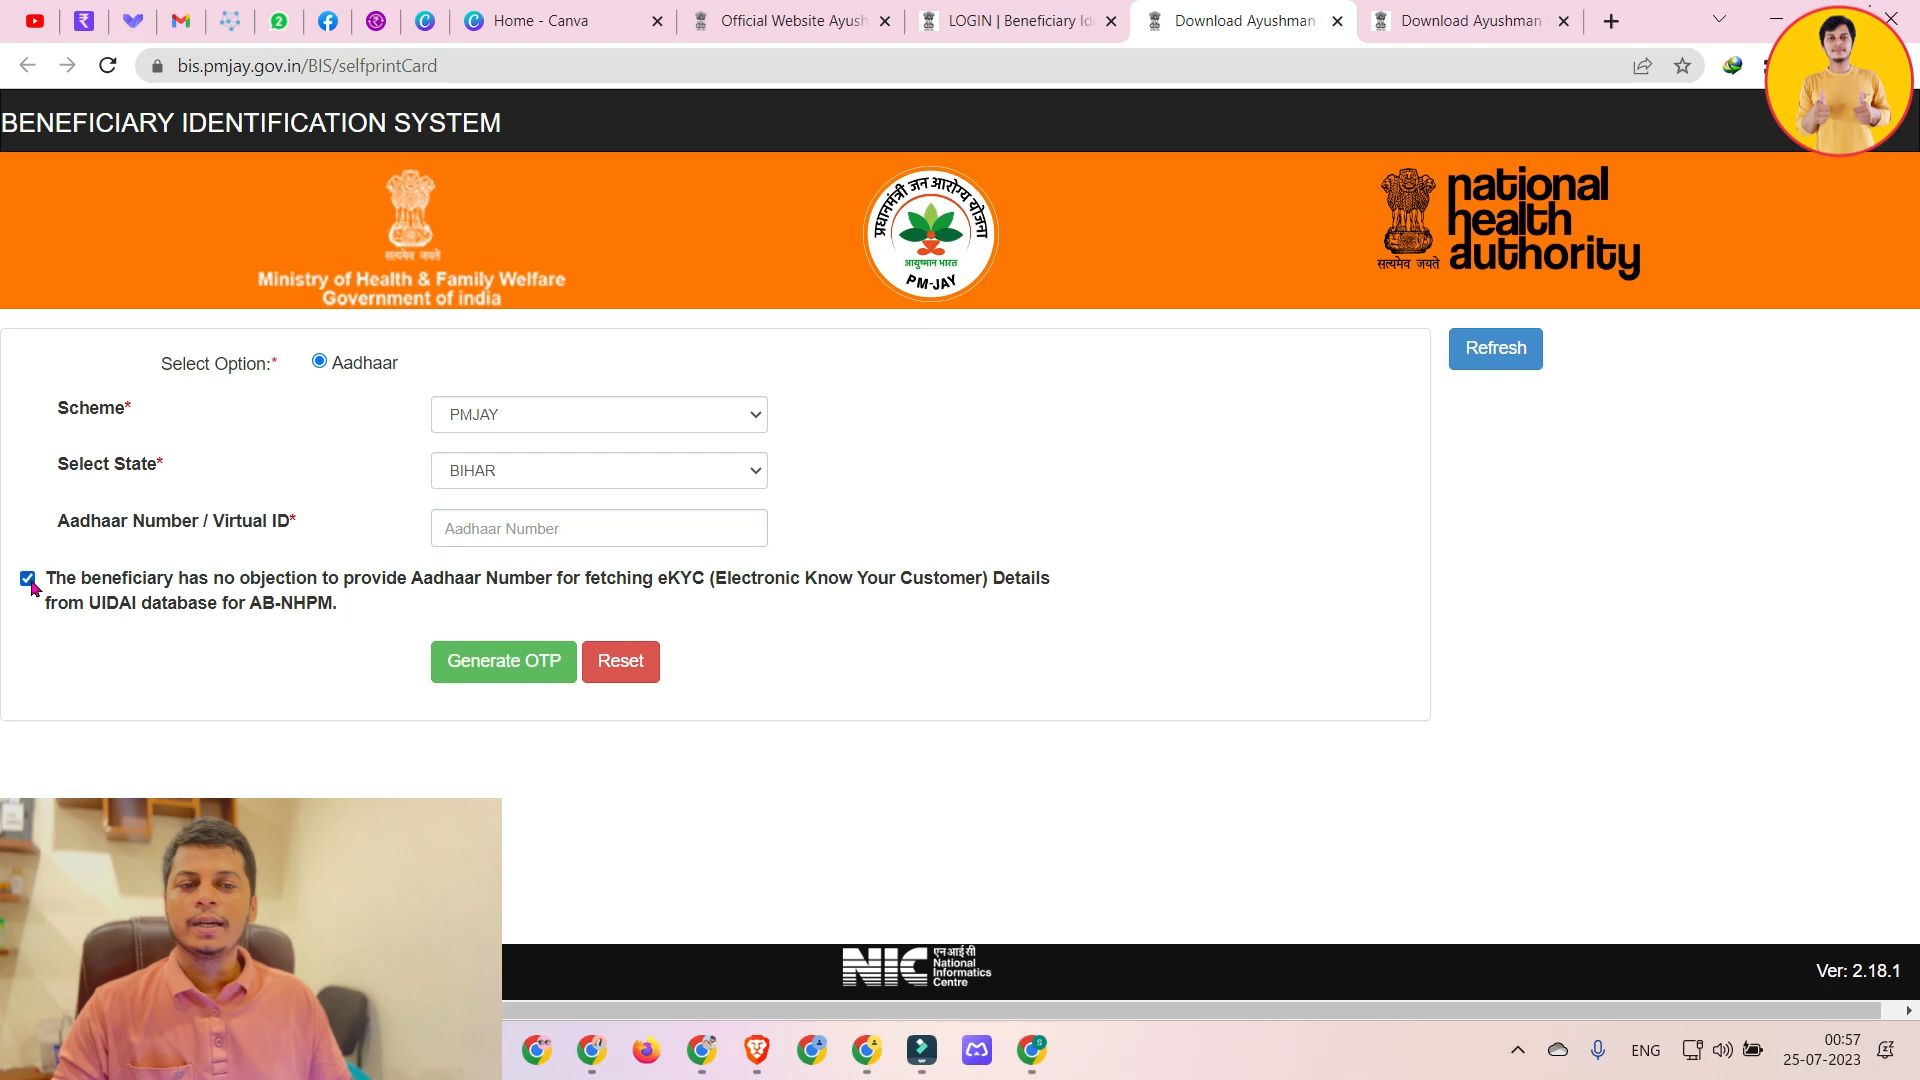 Home - Canva
Official Website Ayush
LOGIN | Beneficiary Id
Download Ayushman
Download Ayushman
bis.pmjay.gov.in/BIS/selfprintCard
BENEFICIARY IDENTIFICATION SYSTEM
सत्यमेव जयते
Ministry of Health & Family Welfare
Government of india
प्रधानमंत्री जन आरोग्य योजना
आयुष्मान भारत
PM-JAY
सत्यमेव जयते
national
health
authority
Select Option:* Aadhaar
Refresh
Scheme* PMJAY
Select State* BIHAR
Aadhaar Number / Virtual ID* Aadhaar Number
The beneficiary has no objection to provide Aadhaar Number for fetching eKYC (Electronic Know Your Customer) Details
from UIDAI database for AB-NHPM.
Generate OTP Reset
NIC
एन आई सी
National
Informatics
Centre
Ver: 2.18.1
ENG
00:57
25-07-2023